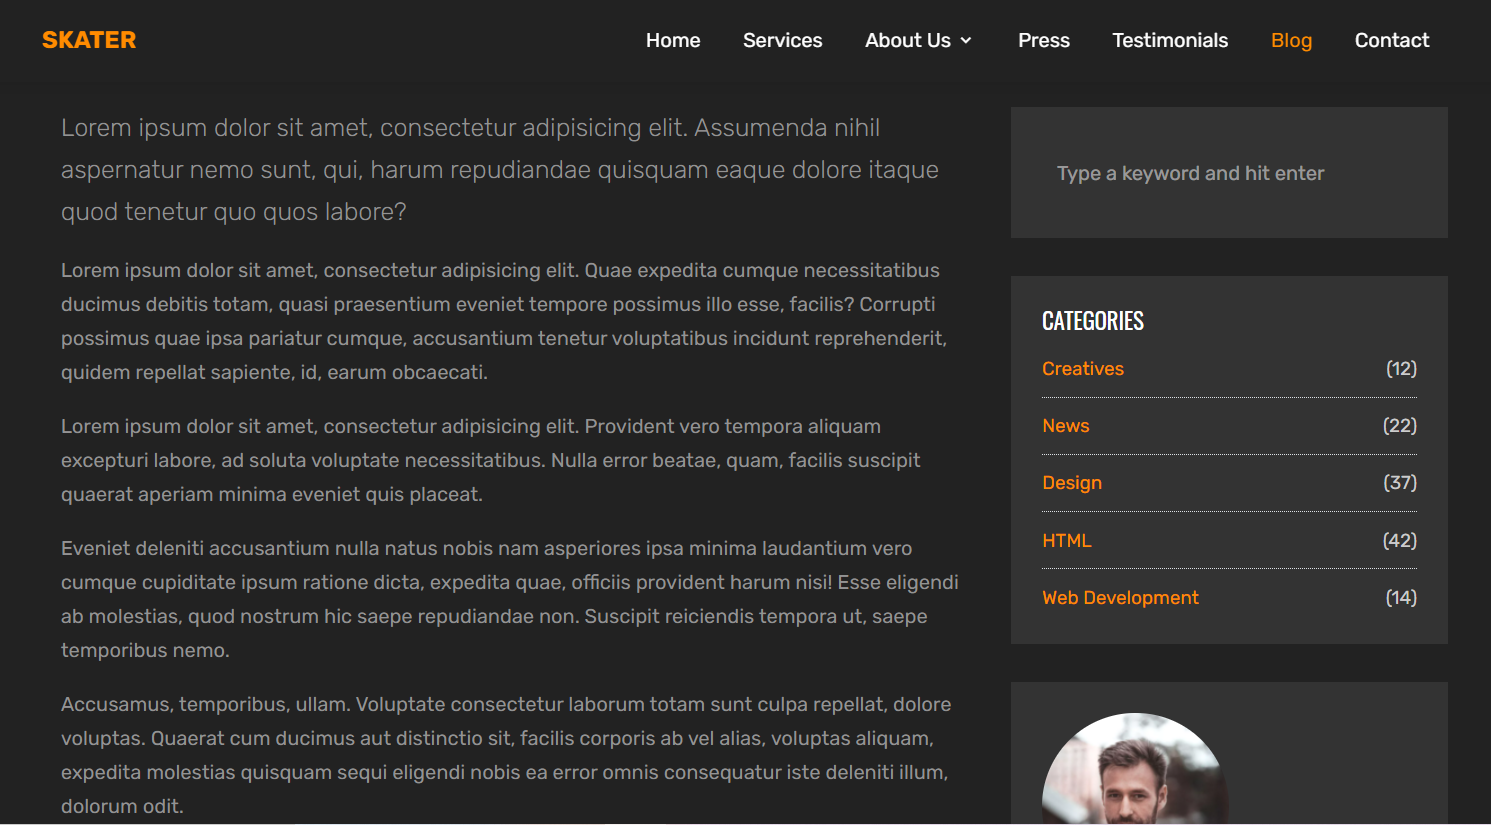 SKATER
Home Services About Us Press Testimonials Blog Contact
Lorem ipsum dolor sit amet, consectetur adipisicing elit. Assumenda nihil
aspernatur nemo sunt, qui, harum repudiandae quisquam eaque dolore itaque
quod tenetur quo quos labore?
Lorem ipsum dolor sit amet, consectetur adipisicing elit. Quae expedita cumque necessitatibus
ducimus debitis totam, quasi praesentium eveniet tempore possimus illo esse, facilis? Corrupti
possimus quae ipsa pariatur cumque, accusantium tenetur voluptatibus incidunt reprehenderit,
quidem repellat sapiente, id, earum obcaecati.
Lorem ipsum dolor sit amet, consectetur adipisicing elit. Provident vero tempora aliquam
excepturi labore, ad soluta voluptate necessitatibus. Nulla error beatae, quam, facilis suscipit
quaerat aperiam minima eveniet quis placeat.
Eveniet deleniti accusantium nulla natus nobis nam asperiores ipsa minima laudantium vero
cumque cupiditate ipsum ratione dicta, expedita quae, officiis provident harum nisi! Esse eligendi
ab molestias, quod nostrum hic saepe repudiandae non. Suscipit reiciendis tempora ut, saepe
temporibus nemo.
Accusamus, temporibus, ullam. Voluptate consectetur laborum totam sunt culpa repellat, dolore
voluptas. Quaerat cum ducimus aut distinctio sit, facilis corporis ab vel alias, voluptas aliquam,
expedita molestias quisquam sequi eligendi nobis ea error omnis consequatur iste deleniti illum,
dolorum odit.
Type a keyword and hit enter
CATEGORIES
Creatives (12)
News (22)
Design (37)
HTML (42)
Web Development (14)